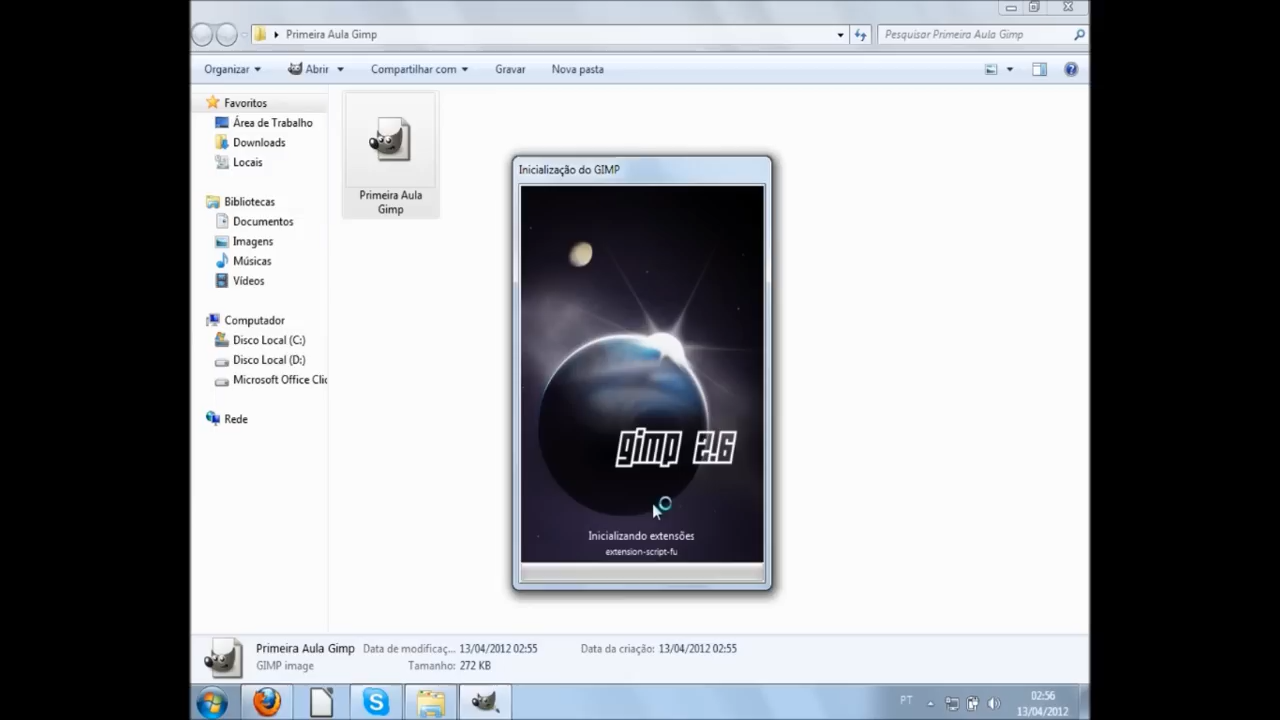 Primeira Aula Gimp
Pesquisar Primeira Aula Gimp
Organizar
Abrir
Compartilhar com
Gravar
Nova pasta
Favoritos
Área de Trabalho
Downloads
Locais
Bibliotecas
Documentos
Imagens
Músicas
Vídeos
Computador
Disco Local (C:)
Disco Local (D:)
Microsoft Office Clic
Rede
Primeira Aula
Gimp
Inicialização do GIMP
gimp 2.6
Inicializando extensões
extension-script-fu
Primeira Aula Gimp
Data de modificaç... 13/04/2012 02:55
Data da criação: 13/04/2012 02:55
GIMP image
Tamanho: 272 KB
PT
02:56
13/04/2012